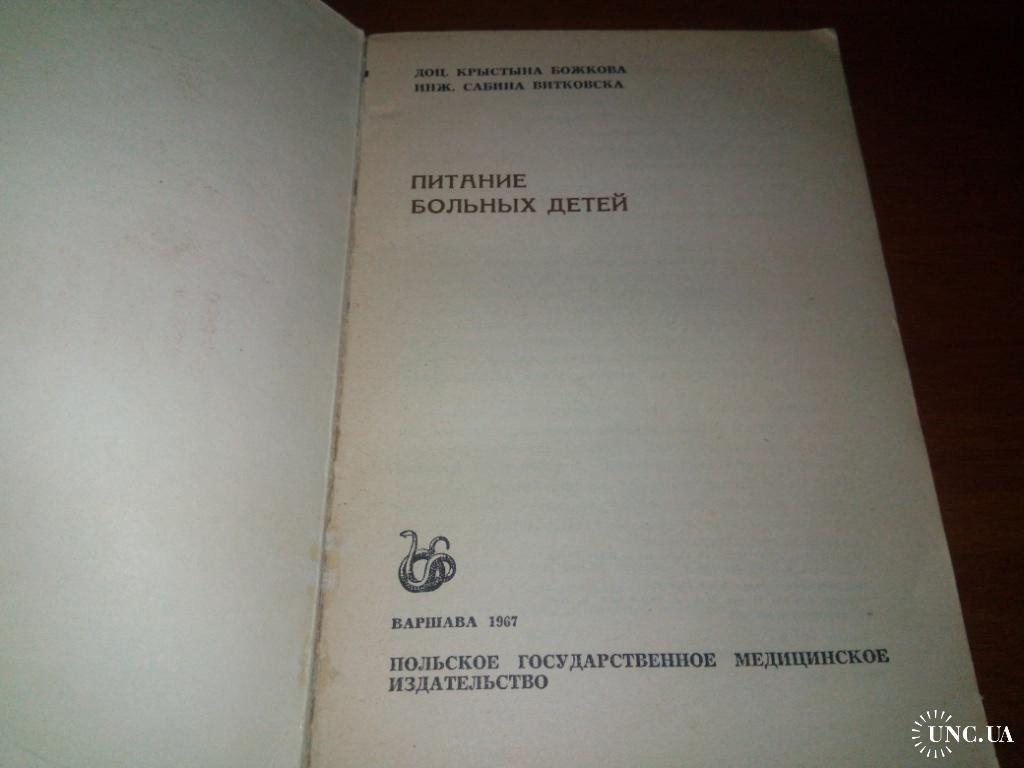 ДОЦ. КРЫСТЫНА БОЖКОВА
ИНЖ. САБИНА ВИТКОВСКА
ПИТАНИЕ
БОЛЬНЫХ ДЕТЕЙ
ВАРШАВА 1967
ПОЛЬСКОЕ ГОСУДАРСТВЕННОЕ МЕДИЦИНСКОЕ
ИЗДАТЕЛЬСТВО
UNC.UA